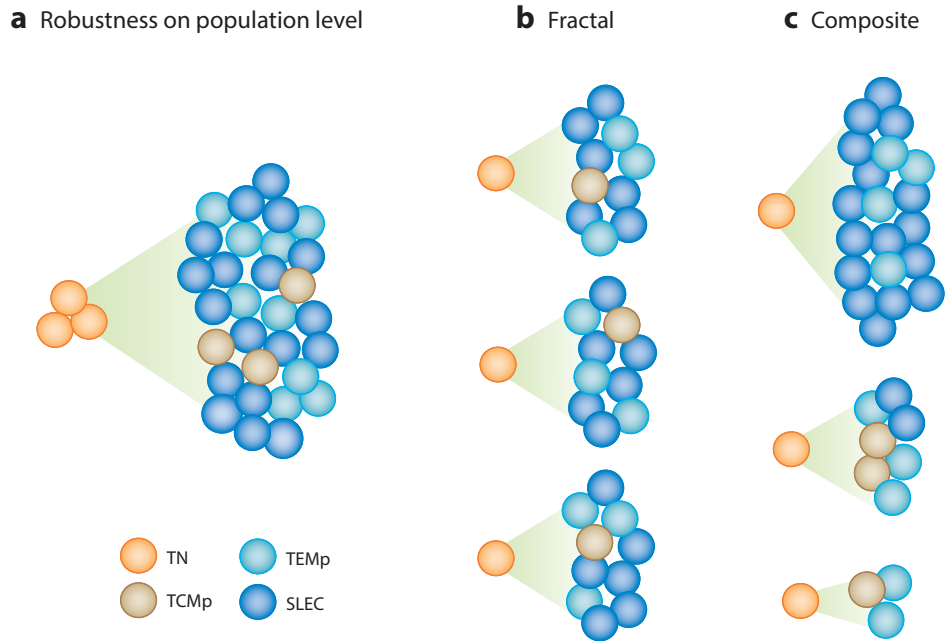 a Robustness on population level
b Fractal
c Composite
TN
TEMp
TCMp
SLEC